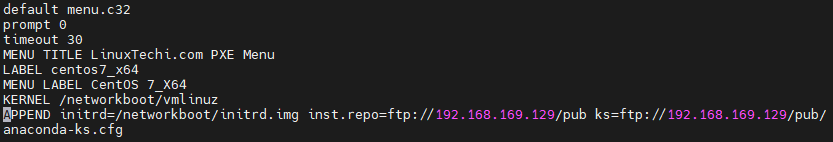 default menu.c32
prompt 0
timeout 30
MENU TITLE LinuxTechi.com PXE Menu
LABEL centos7_x64
MENU LABEL CentOS 7_X64
KERNEL /networkboot/vmlinuz
APPEND initrd=/networkboot/initrd.img inst.repo=ftp://192.168.169.129/pub ks=ftp://192.168.169.129/pub/
anaconda-ks.cfg